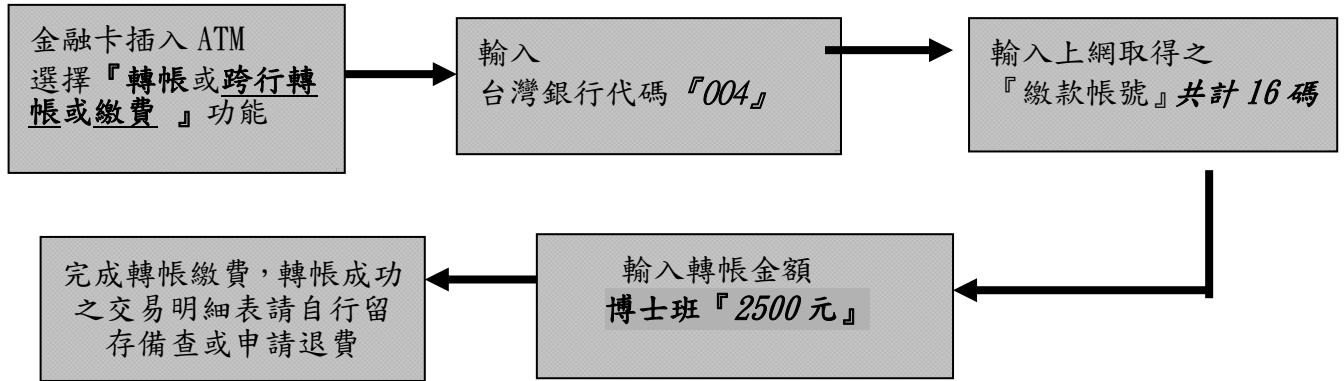 金融卡插入 ATM
選擇『轉帳或跨行轉
帳或繳費 』功能
輸入
台灣銀行代碼『004』
輸入上網取得之
『繳款帳號』共計 16 碼
輸入轉帳金額
博士班『2500 元』
完成轉帳繳費，轉帳成功
之交易明細表請自行留
存備查或申請退費